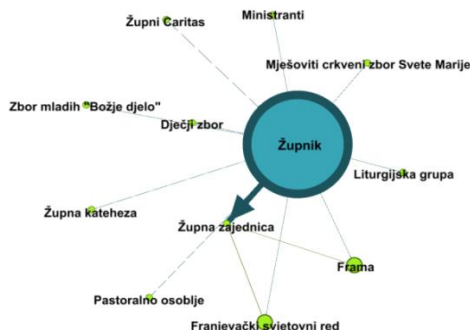 Ministranti
Župni Caritas
Mješoviti crkveni zbor Svete Marije
Zbor mladih "Božje djelo"
Dječji zbor
Župnik
Liturgijska grupa
Župna kateheza
Župna zajednica
Frama
Pastoralno osoblje
Franjevački svjetovni red